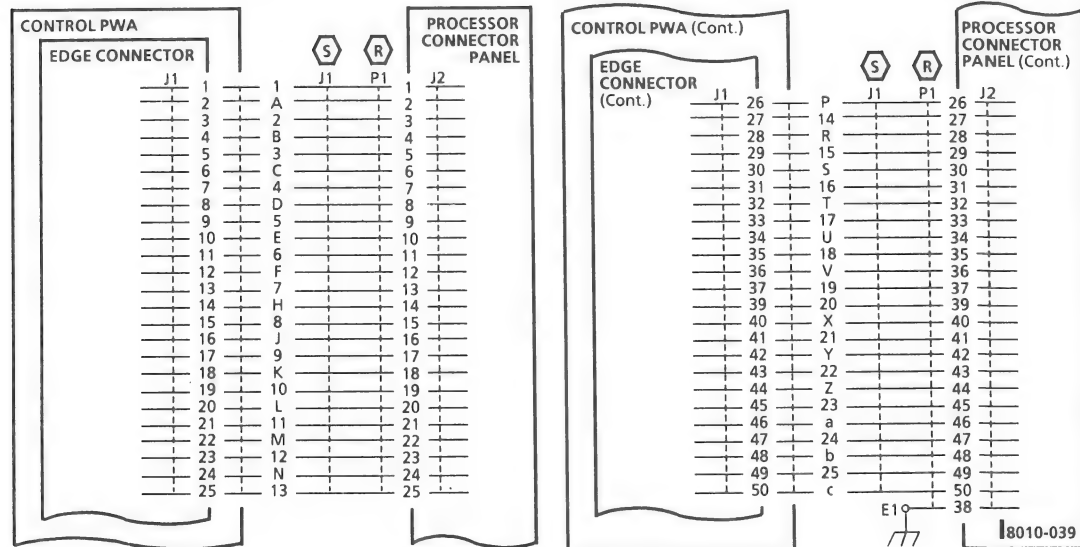 CONTROL PWA
EDGE CONNECTOR
S R
PROCESSOR
CONNECTOR
PANEL
J1 J1 P1 J2
1 1 1
2 A 2
3 2 3
4 B 4
5 3 5
6 C 6
7 4 7
8 D 8
9 5 9
10 E 10
11 6 11
12 F 12
13 7 13
14 H 14
15 8 15
16 J 16
17 9 17
18 K 18
19 10 19
20 L 20
21 11 21
22 M 22
23 12 23
24 N 24
25 13 25
CONTROL PWA (Cont.)
EDGE
CONNECTOR
(Cont.)
S R
PROCESSOR
CONNECTOR
PANEL (Cont.)
J1 J1 P1 J2
26 P 26
27 14 27
28 R 28
29 15 29
30 S 30
31 16 31
32 T 32
33 17 33
34 U 34
35 18 35
36 V 36
37 19 37
39 20 39
40 X 40
41 21 41
42 Y 42
43 22 43
44 Z 44
45 23 45
46 a 46
47 24 47
48 b 48
49 25 49
50 c 50
E1 38
8010-039